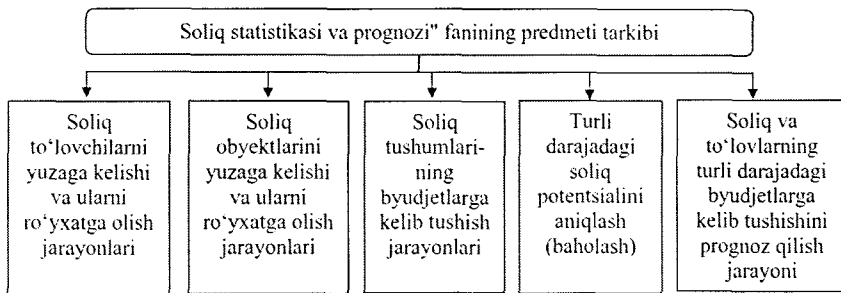 Soliq statistikasi va prognozi" fanining predmeti tarkibi
Soliq
to‘lovchilarni
yuzaga kelishi
va ularni
ro‘yxatga olish
jarayonlari
Soliq
obyektlarini
yuzaga kelishi
va ularni
ro‘yxatga olish
jarayonlari
Soliq
tushumlari-
ning
byudjetlarga
kelib tushish
jarayonlari
Turli
darajadagi
soliq
potentsialini
aniqlash
(baholash)
Soliq va
to‘lovlarning
turli darajadagi
byudjetlarga
kelib tushishini
prognoz qilish
jarayoni